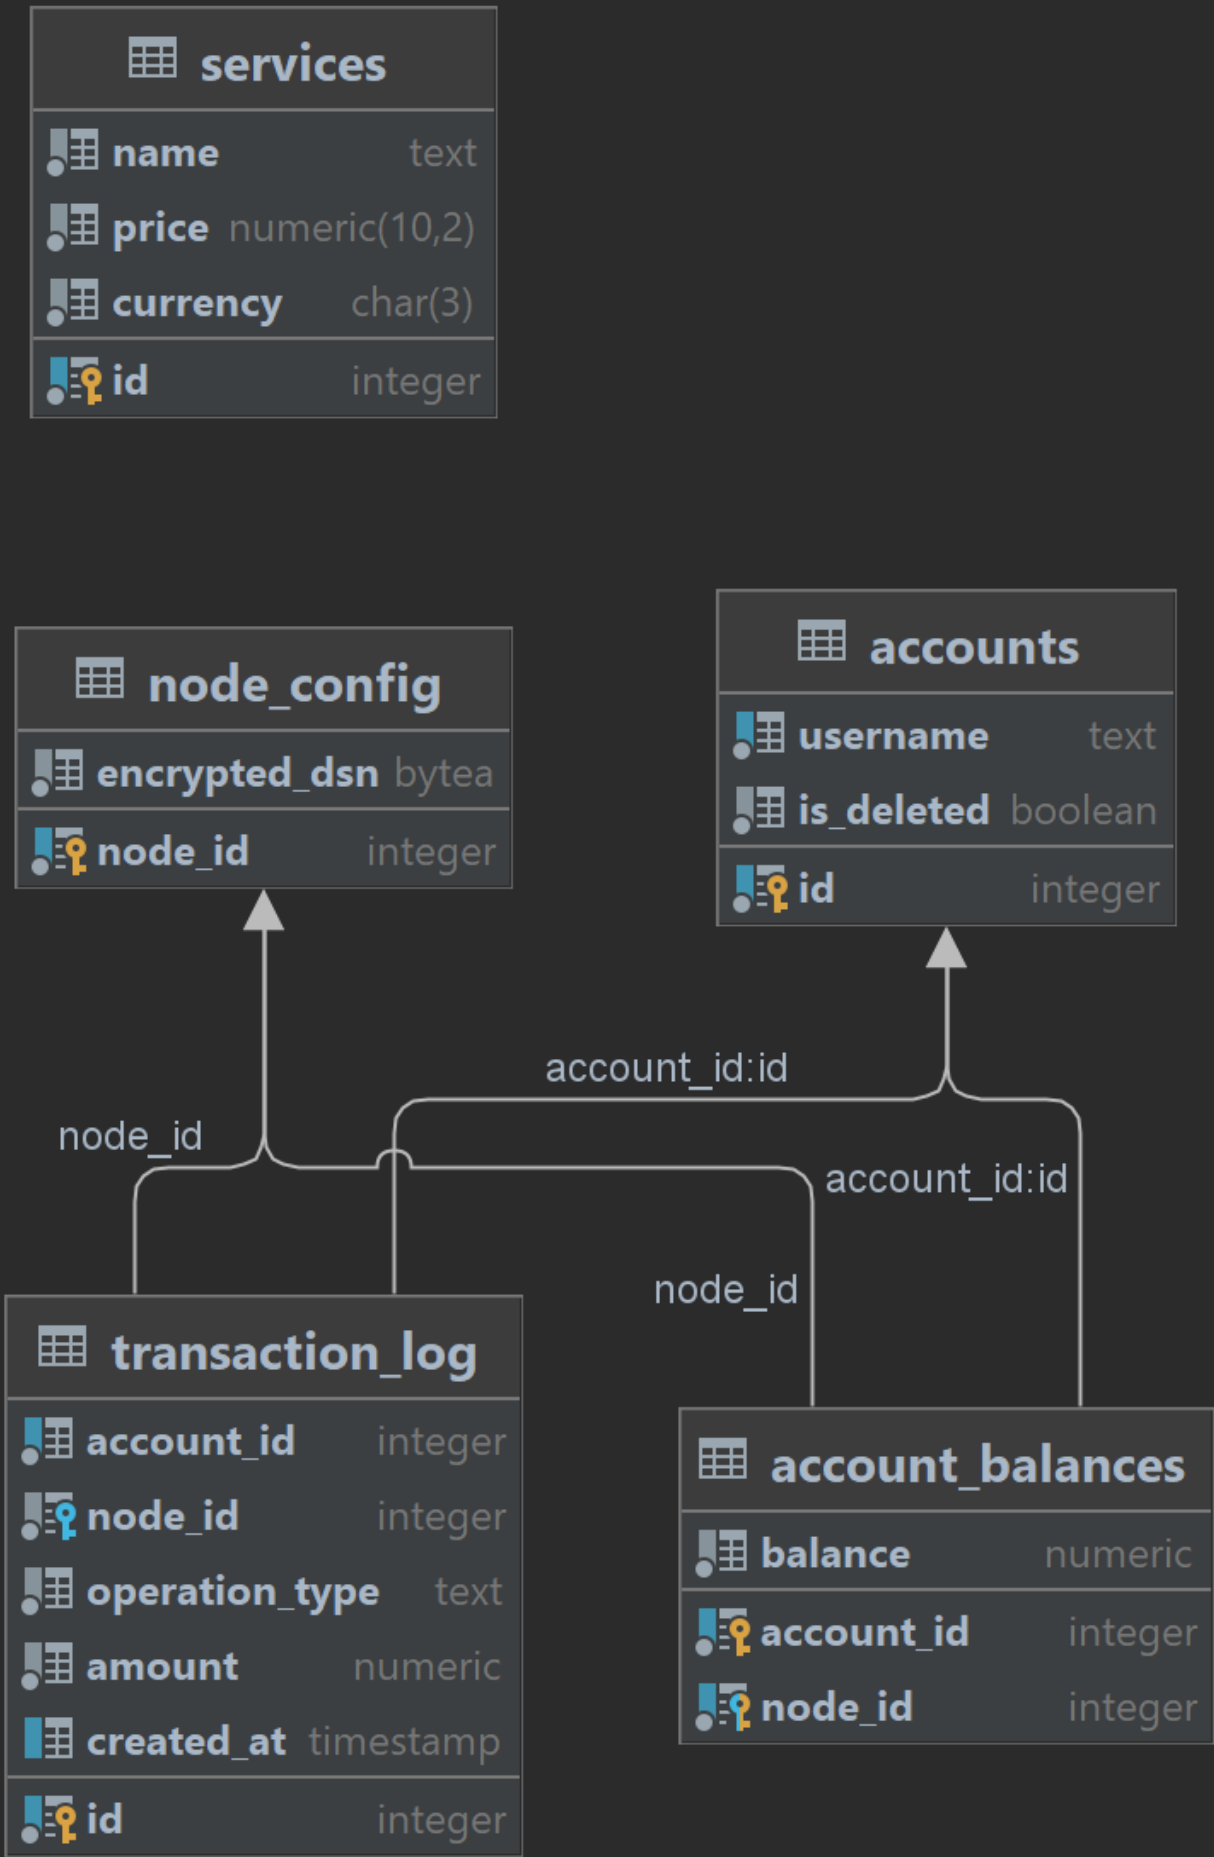 services
name text
price numeric(10,2)
currency char(3)
id integer
node_config
encrypted_dsn bytea
node_id integer
accounts
username text
is_deleted boolean
id integer
account_id:id
node_id
account_id:id
node_id
transaction_log
account_id integer
node_id integer
operation_type text
amount numeric
created_at timestamp
id integer
account_balances
balance numeric
account_id integer
node_id integer